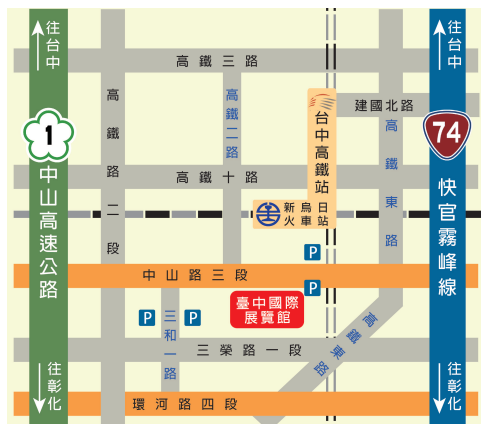 往台中
往台中
高鐵三路
高鐵路二段
高鐵二路
台中高鐵站
建國北路
高鐵東路
1
74
中山高速公路
快官霧峰線
高鐵十路
新烏日
火車站
P
中山路三段
P
臺中國際
展覽館
P
P
三和一路
高鐵東路
三榮路一段
往彰化
往彰化
環河路四段